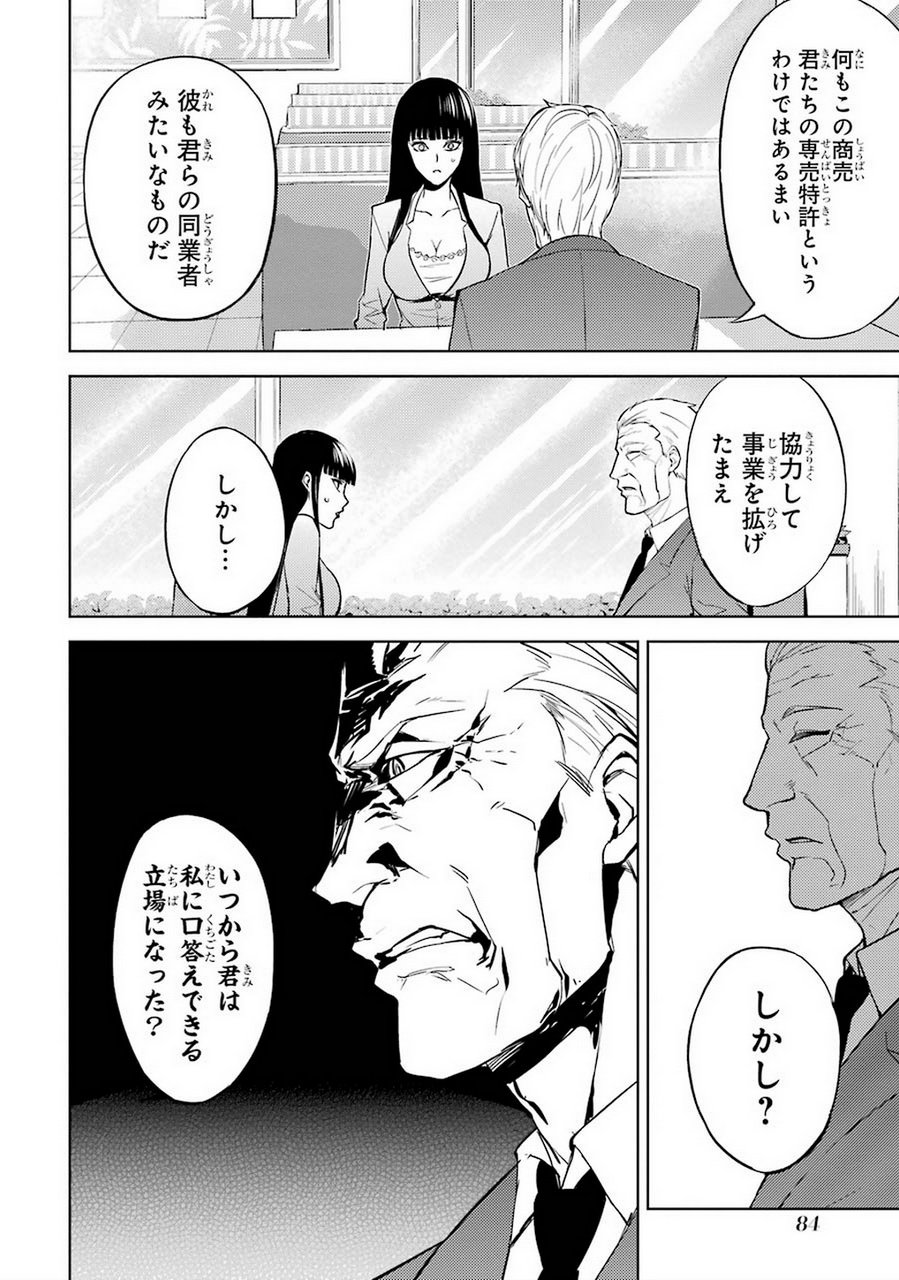 何もこの商売
君たちの専売特許という
わけではあるまい
彼も君らの同業者
みたいなものだ
協力して
事業を拡げ
たまえ
しかし…
しかし？
いつから君は
私に口答えできる
立場になった？
84